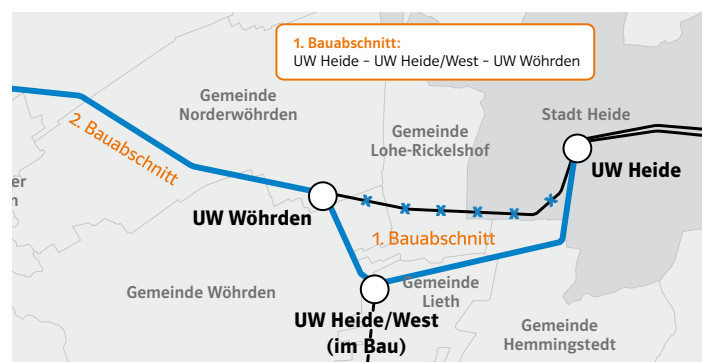 1. Bauabschnitt:
UW Heide – UW Heide/West – UW Wöhrden
Gemeinde
Norderwöhrden
2. Bauabschnitt
Gemeinde
Lohe-Rickelshof
Stadt Heide
UW Heide
er
n
UW Wöhrden
1. Bauabschnitt
Gemeinde Wöhrden
Gemeinde
Lieth
UW Heide/West
(im Bau)
Gemeinde
Hemmingstedt